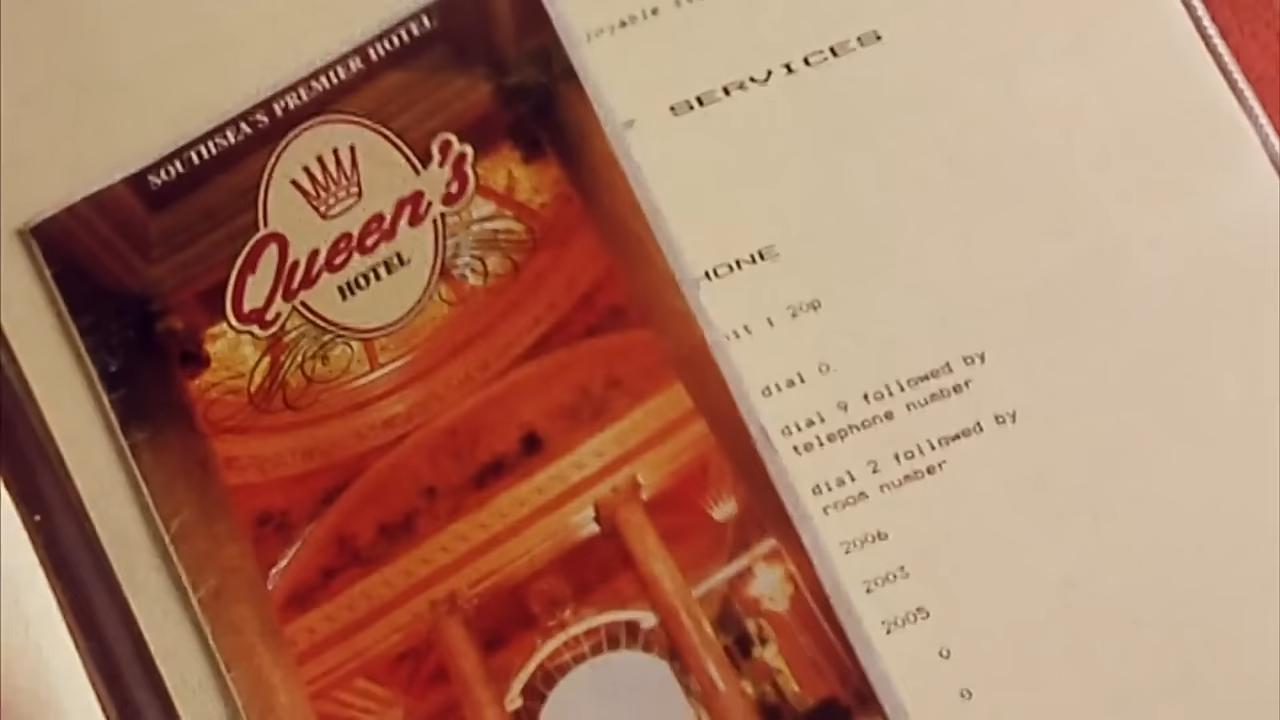 SOUTHSEA'S PREMIER HOTEL
Queen's
HOTEL
SERVICES
dial 0.
dial 9 followed by
telephone number
dial 2 followed by
room number
2006
2003
2005
0
0
20p